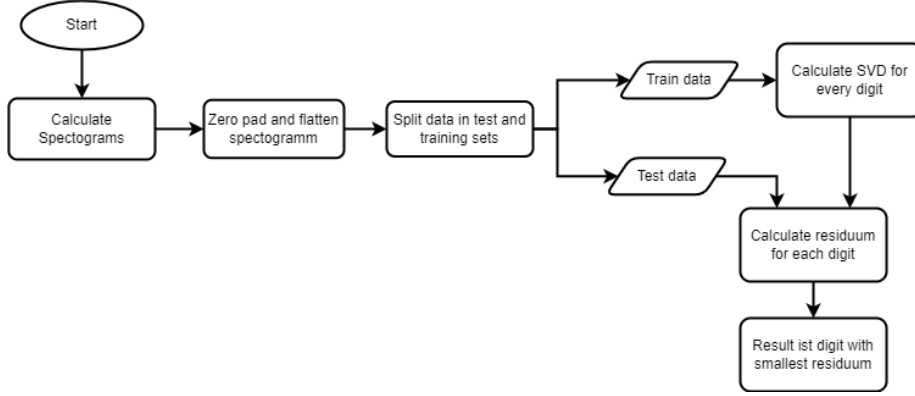 Start
Calculate
Spectograms
Zero pad and flatten
spectogramm
Split data in test and
training sets
Train data
Calculate SVD for
every digit
Test data
Calculate residuum
for each digit
Result ist digit with
smallest residuum